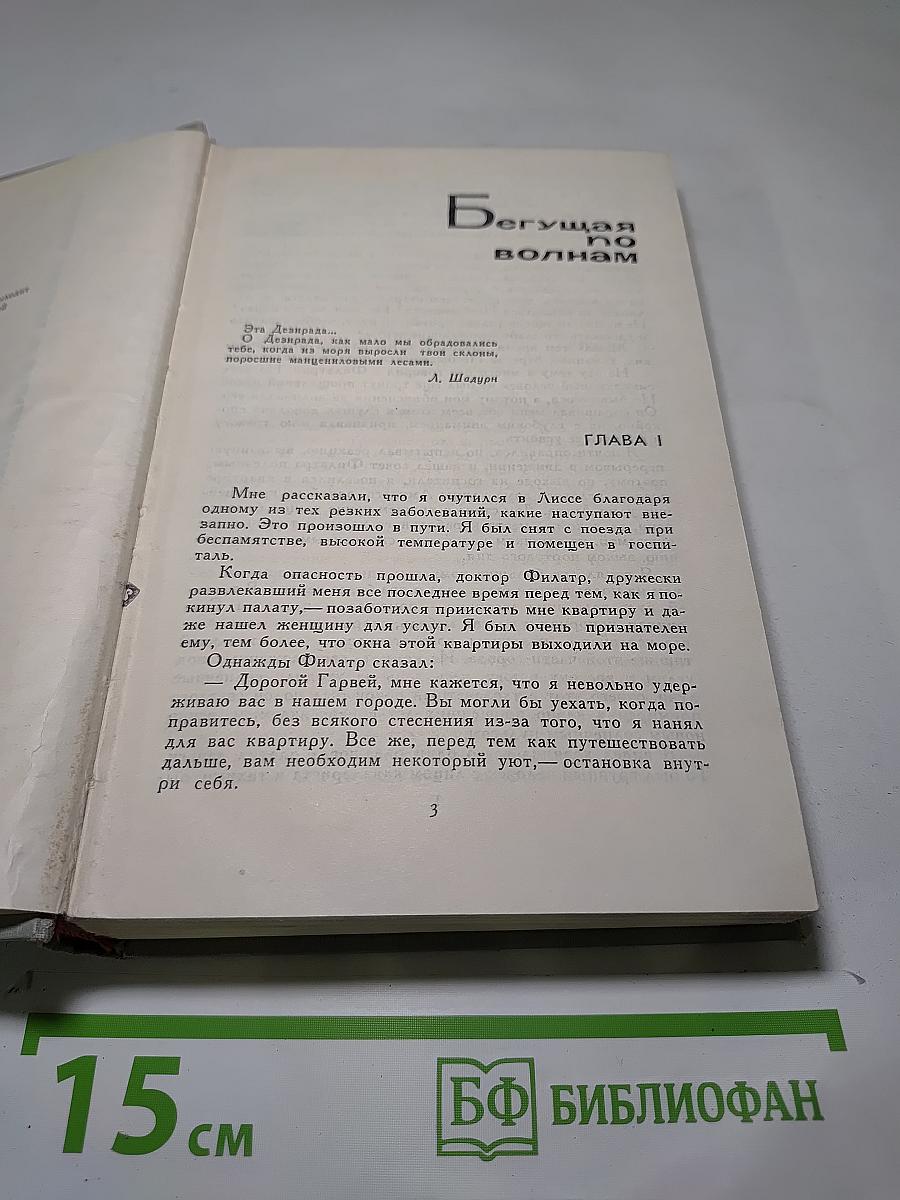 Бегущая
по
волнам
Эта Дезирада...
О Дезирада, как мало мы обрадовались
тебе, когда из моря выросли твои склоны,
поросшие манцениловыми лесами.
Л. Шадурн
ГЛАВА I
Мне рассказали, что я очутился в Лиссе благодаря
одному из тех резких заболеваний, какие наступают вне-
запно. Это произошло в пути. Я был снят с поезда при
беспамятстве, высокой температуре и помещен в госпи-
таль.
Когда опасность прошла, доктор Филатр, дружески
развлекавший меня все последнее время перед тем, как я по-
кинул палату,— позаботился приискать мне квартиру и да-
же нашел женщину для услуг. Я был очень признателен
ему, тем более, что окна этой квартиры выходили на море.
Однажды Филатр сказал:
— Дорогой Гарвей, мне кажется, что я невольно удер-
живаю вас в нашем городе. Вы могли бы уехать, когда по-
правитесь, без всякого стеснения из-за того, что я нанял
для вас квартиру. Все же, перед тем как путешествовать
дальше, вам необходим некоторый уют,— остановка внут-
ри себя.
3
15 см
БФ БИБЛИОФАН